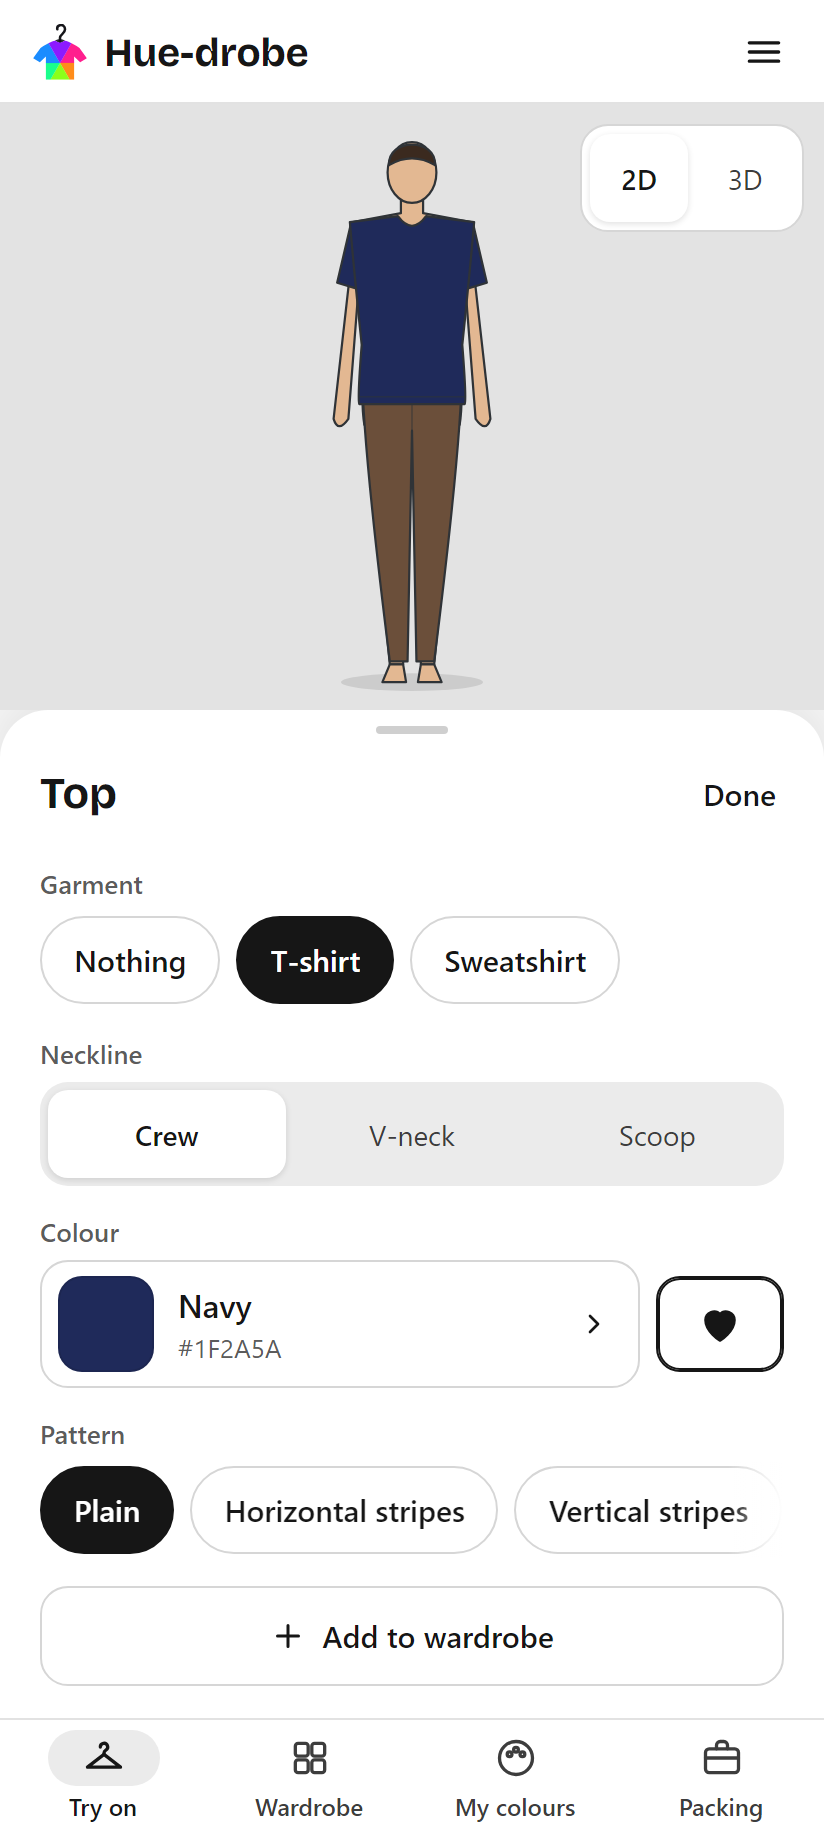 Hue-drobe
2D 3D
Top
Done
Garment
Nothing T-shirt Sweatshirt
Neckline
Crew V-neck Scoop
Colour
Navy
#1F2A5A
Pattern
Plain Horizontal stripes Vertical stripes
Add to wardrobe
Try on Wardrobe My colours Packing